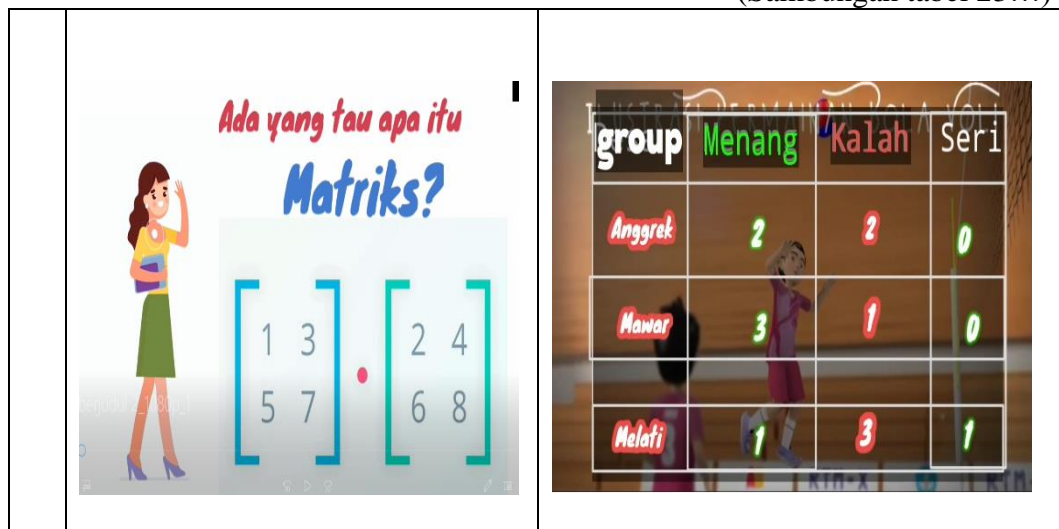 (Sambungan tabel 23...)
Ada yang tau apa itu
Matriks?
1 3 2 4
5 7 6 8
group Menang Kalah Seri
Anggrek 2 2 0
Mawar 3 1 0
Melati 1 3 1